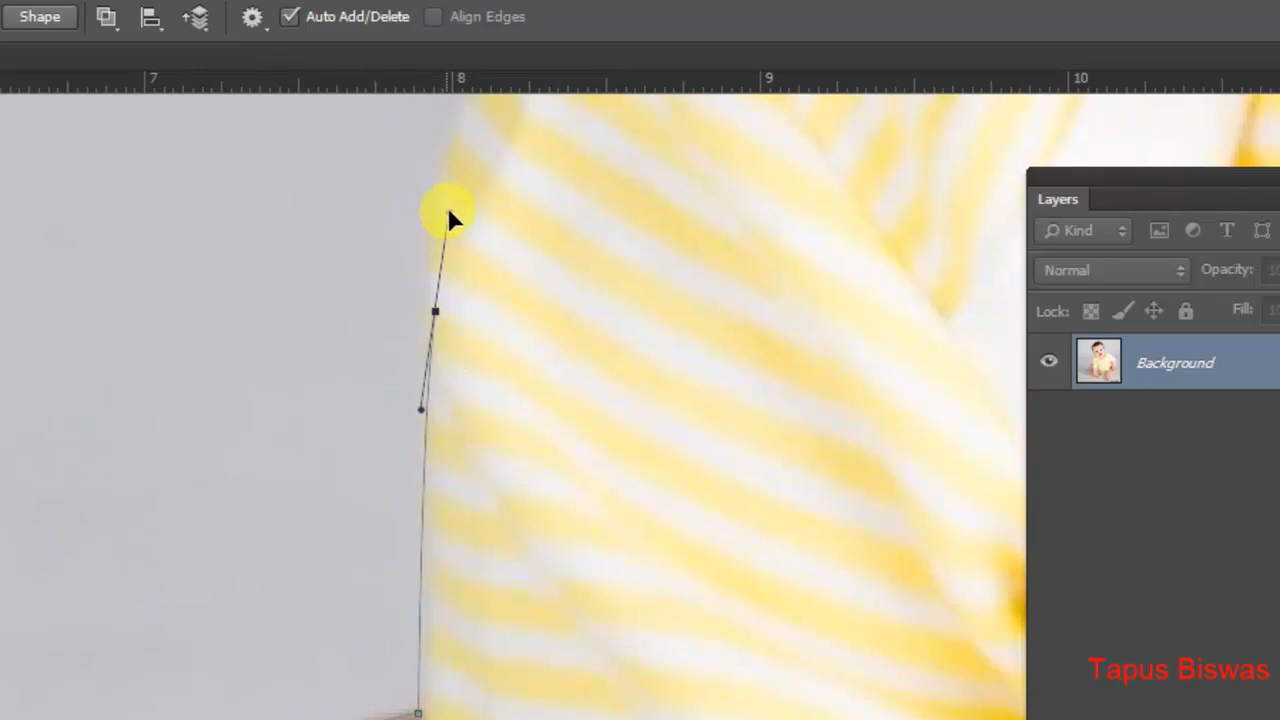 Shape
Auto Add/Delete
Align Edges
7
8
9
10
Layers
Kind
T
Normal
Opacity:
Lock:
Fill:
Background
Tapus Biswas